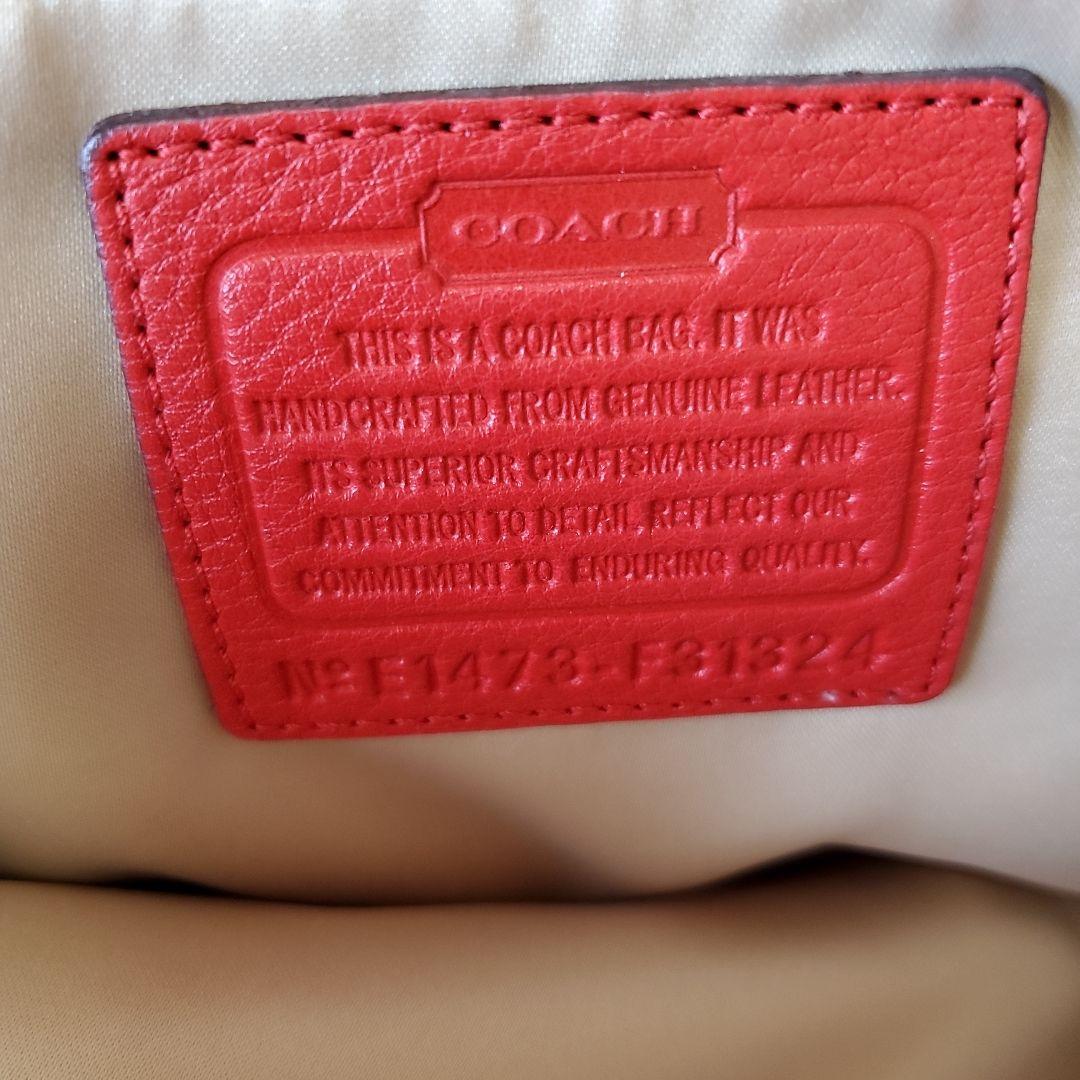 COACH
THIS IS A COACH BAG. IT WAS
HANDCRAFTED FROM GENUINE LEATHER.
ITS SUPERIOR CRAFTSMANSHIP AND
ATTENTION TO DETAIL REFLECT OUR
COMMITMENT TO ENDURING QUALITY.
Nº E1473-F31324